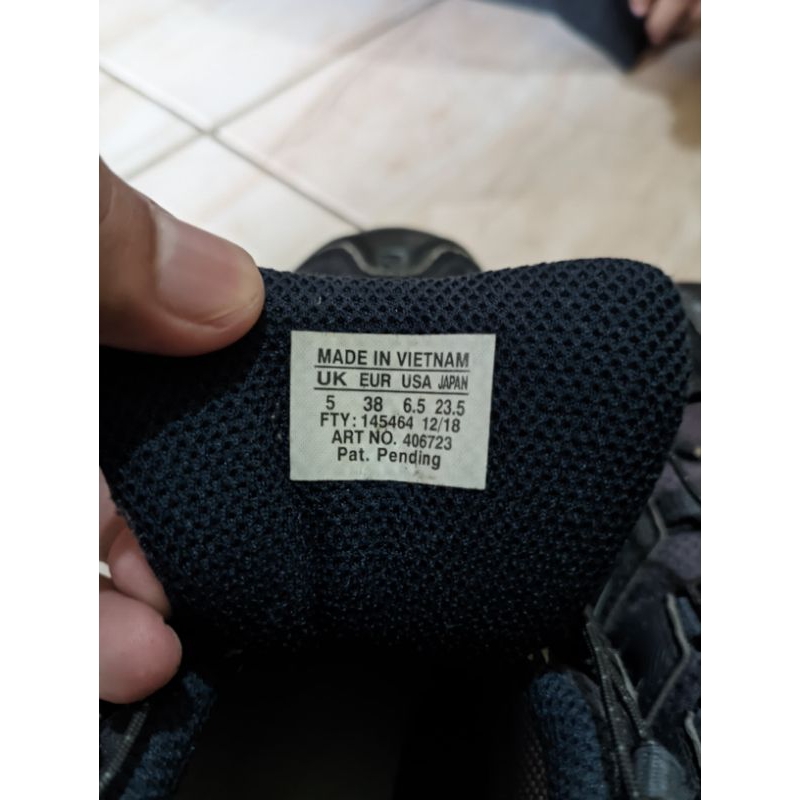 MADE IN VIETNAM
UK EUR USA JAPAN
5 38 6.5 23.5
FTY: 145464 12/18
ART NO. 406723
Pat. Pending